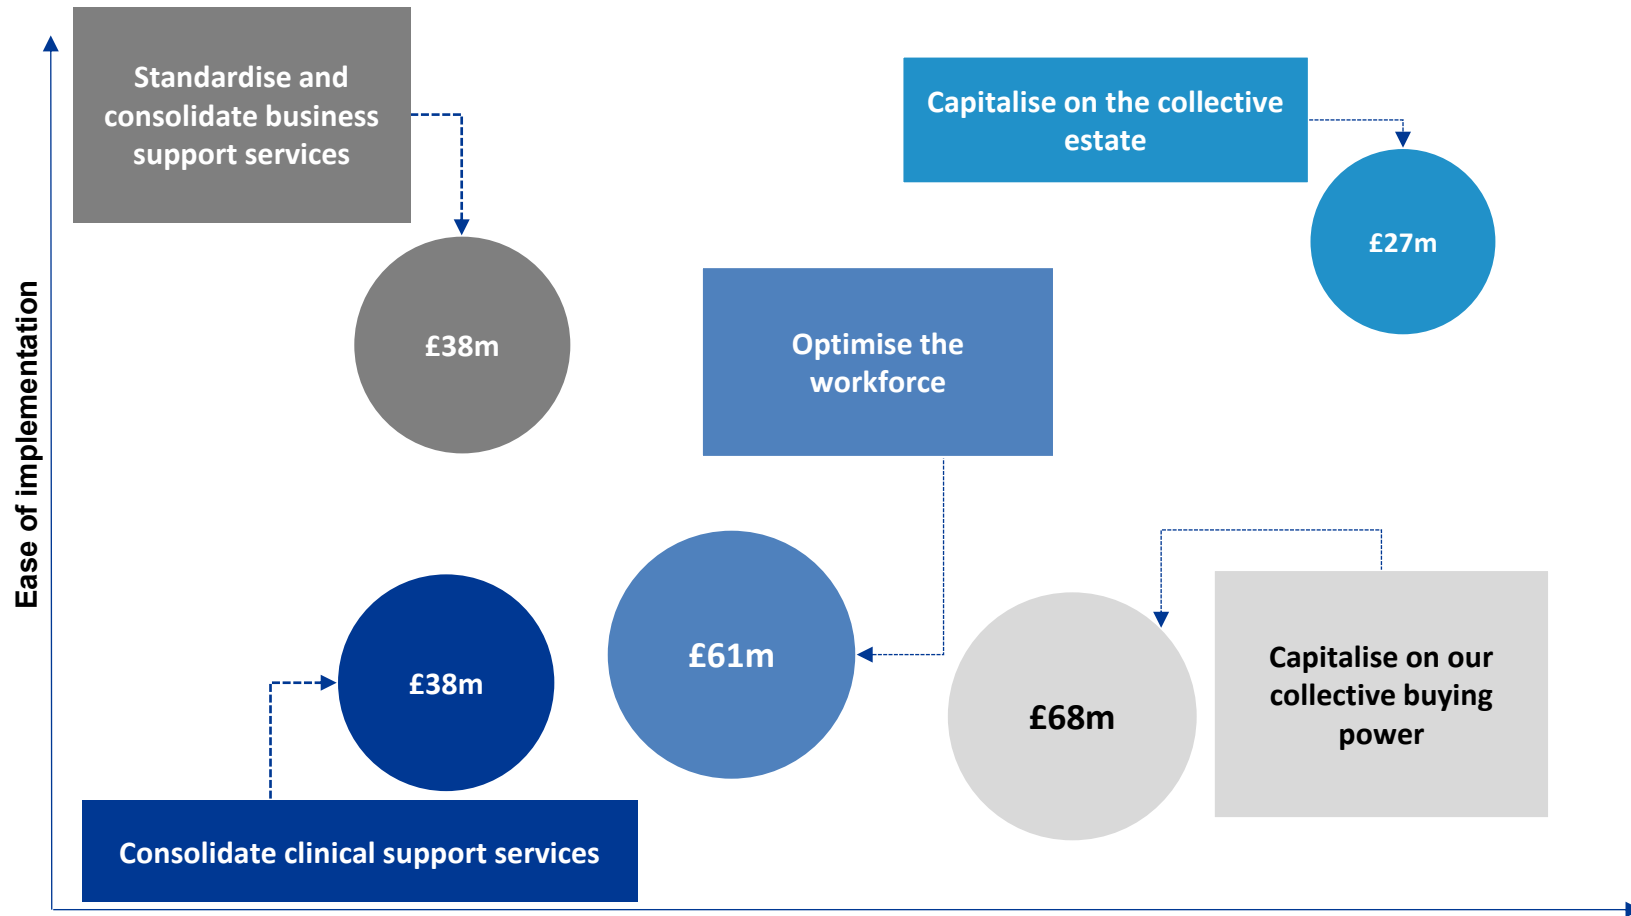 Standardise and
consolidate business
support services
Capitalise on the collective
estate
£27m
£38m
Optimise the
workforce
Ease of implementation
£38m
£61m
£68m
Capitalise on our
collective buying
power
Consolidate clinical support services